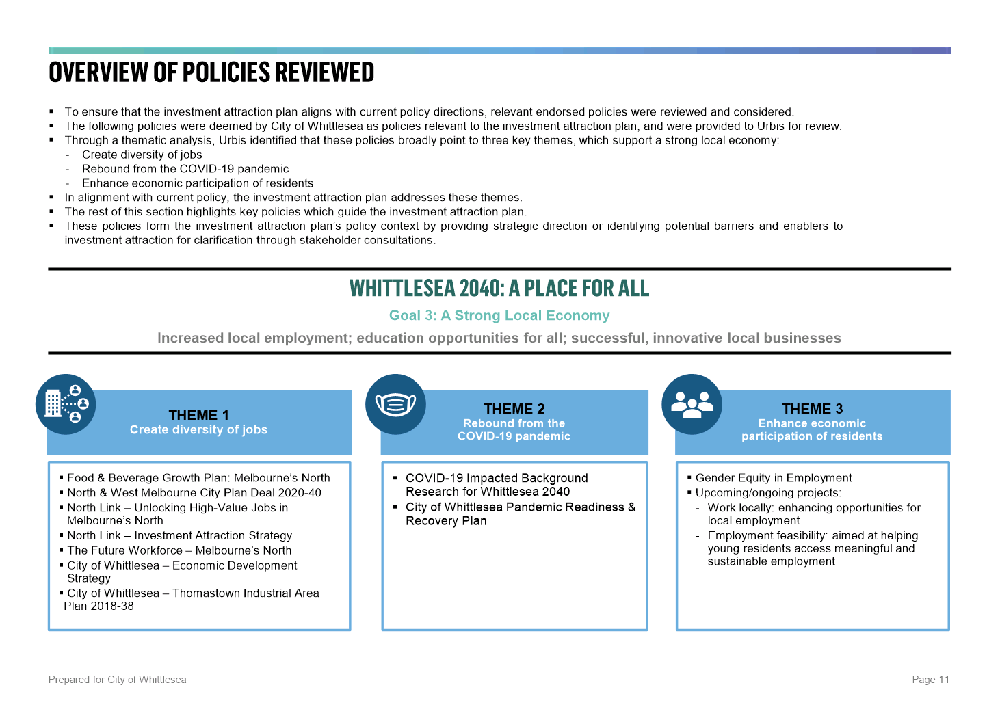 OVERVIEW OF POLICIES REVIEWED
▪ To ensure that the investment attraction plan aligns with current policy directions, relevant endorsed policies were reviewed and considered.
▪ The following policies were deemed by City of Whittlesea as policies relevant to the investment attraction plan, and were provided to Urbis for review.
▪ Through a thematic analysis, Urbis identified that these policies broadly point to three key themes, which support a strong local economy:
- Create diversity of jobs
- Rebound from the COVID-19 pandemic
- Enhance economic participation of residents
▪ In alignment with current policy, the investment attraction plan addresses these themes.
▪ The rest of this section highlights key policies which guide the investment attraction plan.
▪ These policies form the investment attraction plan’s policy context by providing strategic direction or identifying potential barriers and enablers to
investment attraction for clarification through stakeholder consultations.
WHITTLESEA 2040: A PLACE FOR ALL
Goal 3: A Strong Local Economy
Increased local employment; education opportunities for all; successful, innovative local businesses
THEME 1
Create diversity of jobs
▪ Food & Beverage Growth Plan: Melbourne’s North
▪ North & West Melbourne City Plan Deal 2020-40
▪ North Link – Unlocking High-Value Jobs in
Melbourne’s North
▪ North Link – Investment Attraction Strategy
▪ The Future Workforce – Melbourne’s North
▪ City of Whittlesea – Economic Development
Strategy
▪ City of Whittlesea – Thomastown Industrial Area
Plan 2018-38
THEME 2
Rebound from the
COVID-19 pandemic
▪ COVID-19 Impacted Background
Research for Whittlesea 2040
▪ City of Whittlesea Pandemic Readiness &
Recovery Plan
THEME 3
Enhance economic
participation of residents
▪ Gender Equity in Employment
▪ Upcoming/ongoing projects:
- Work locally: enhancing opportunities for
local employment
- Employment feasibility: aimed at helping
young residents access meaningful and
sustainable employment
Prepared for City of Whittlesea
Page 11